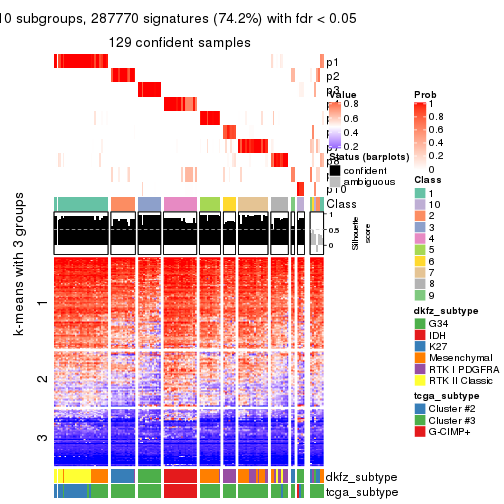 10 subgroups, 287770 signatures (74.2%) with fdr < 0.05
129 confident samples
p1
p2
p3
p10
Class
1
0.5
0
Silhouette
score
k-means with 3 groups
1
2
3
dkfz_subtype
tcga_subtype
Value
0.8
0.6
0.4
0.2
Status (barplots)
confident
ambiguous
Prob
1
0.8
0.6
0.4
0.2
0
Class
1
10
2
3
4
5
6
7
8
9
dkfz_subtype
G34
IDH
K27
Mesenchymal
RTK I PDGFRA
RTK II Classic
tcga_subtype
Cluster #2
Cluster #3
G-CIMP+